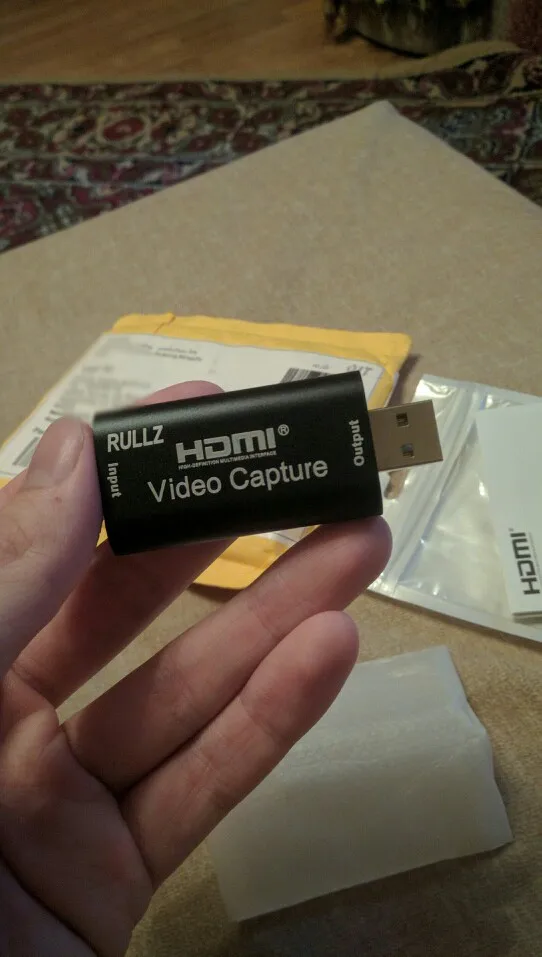 RULLZ
HDMI®
HIGH-DEFINITION MULTIMEDIA INTERFACE
Input
Video Capture
Output
HDMI